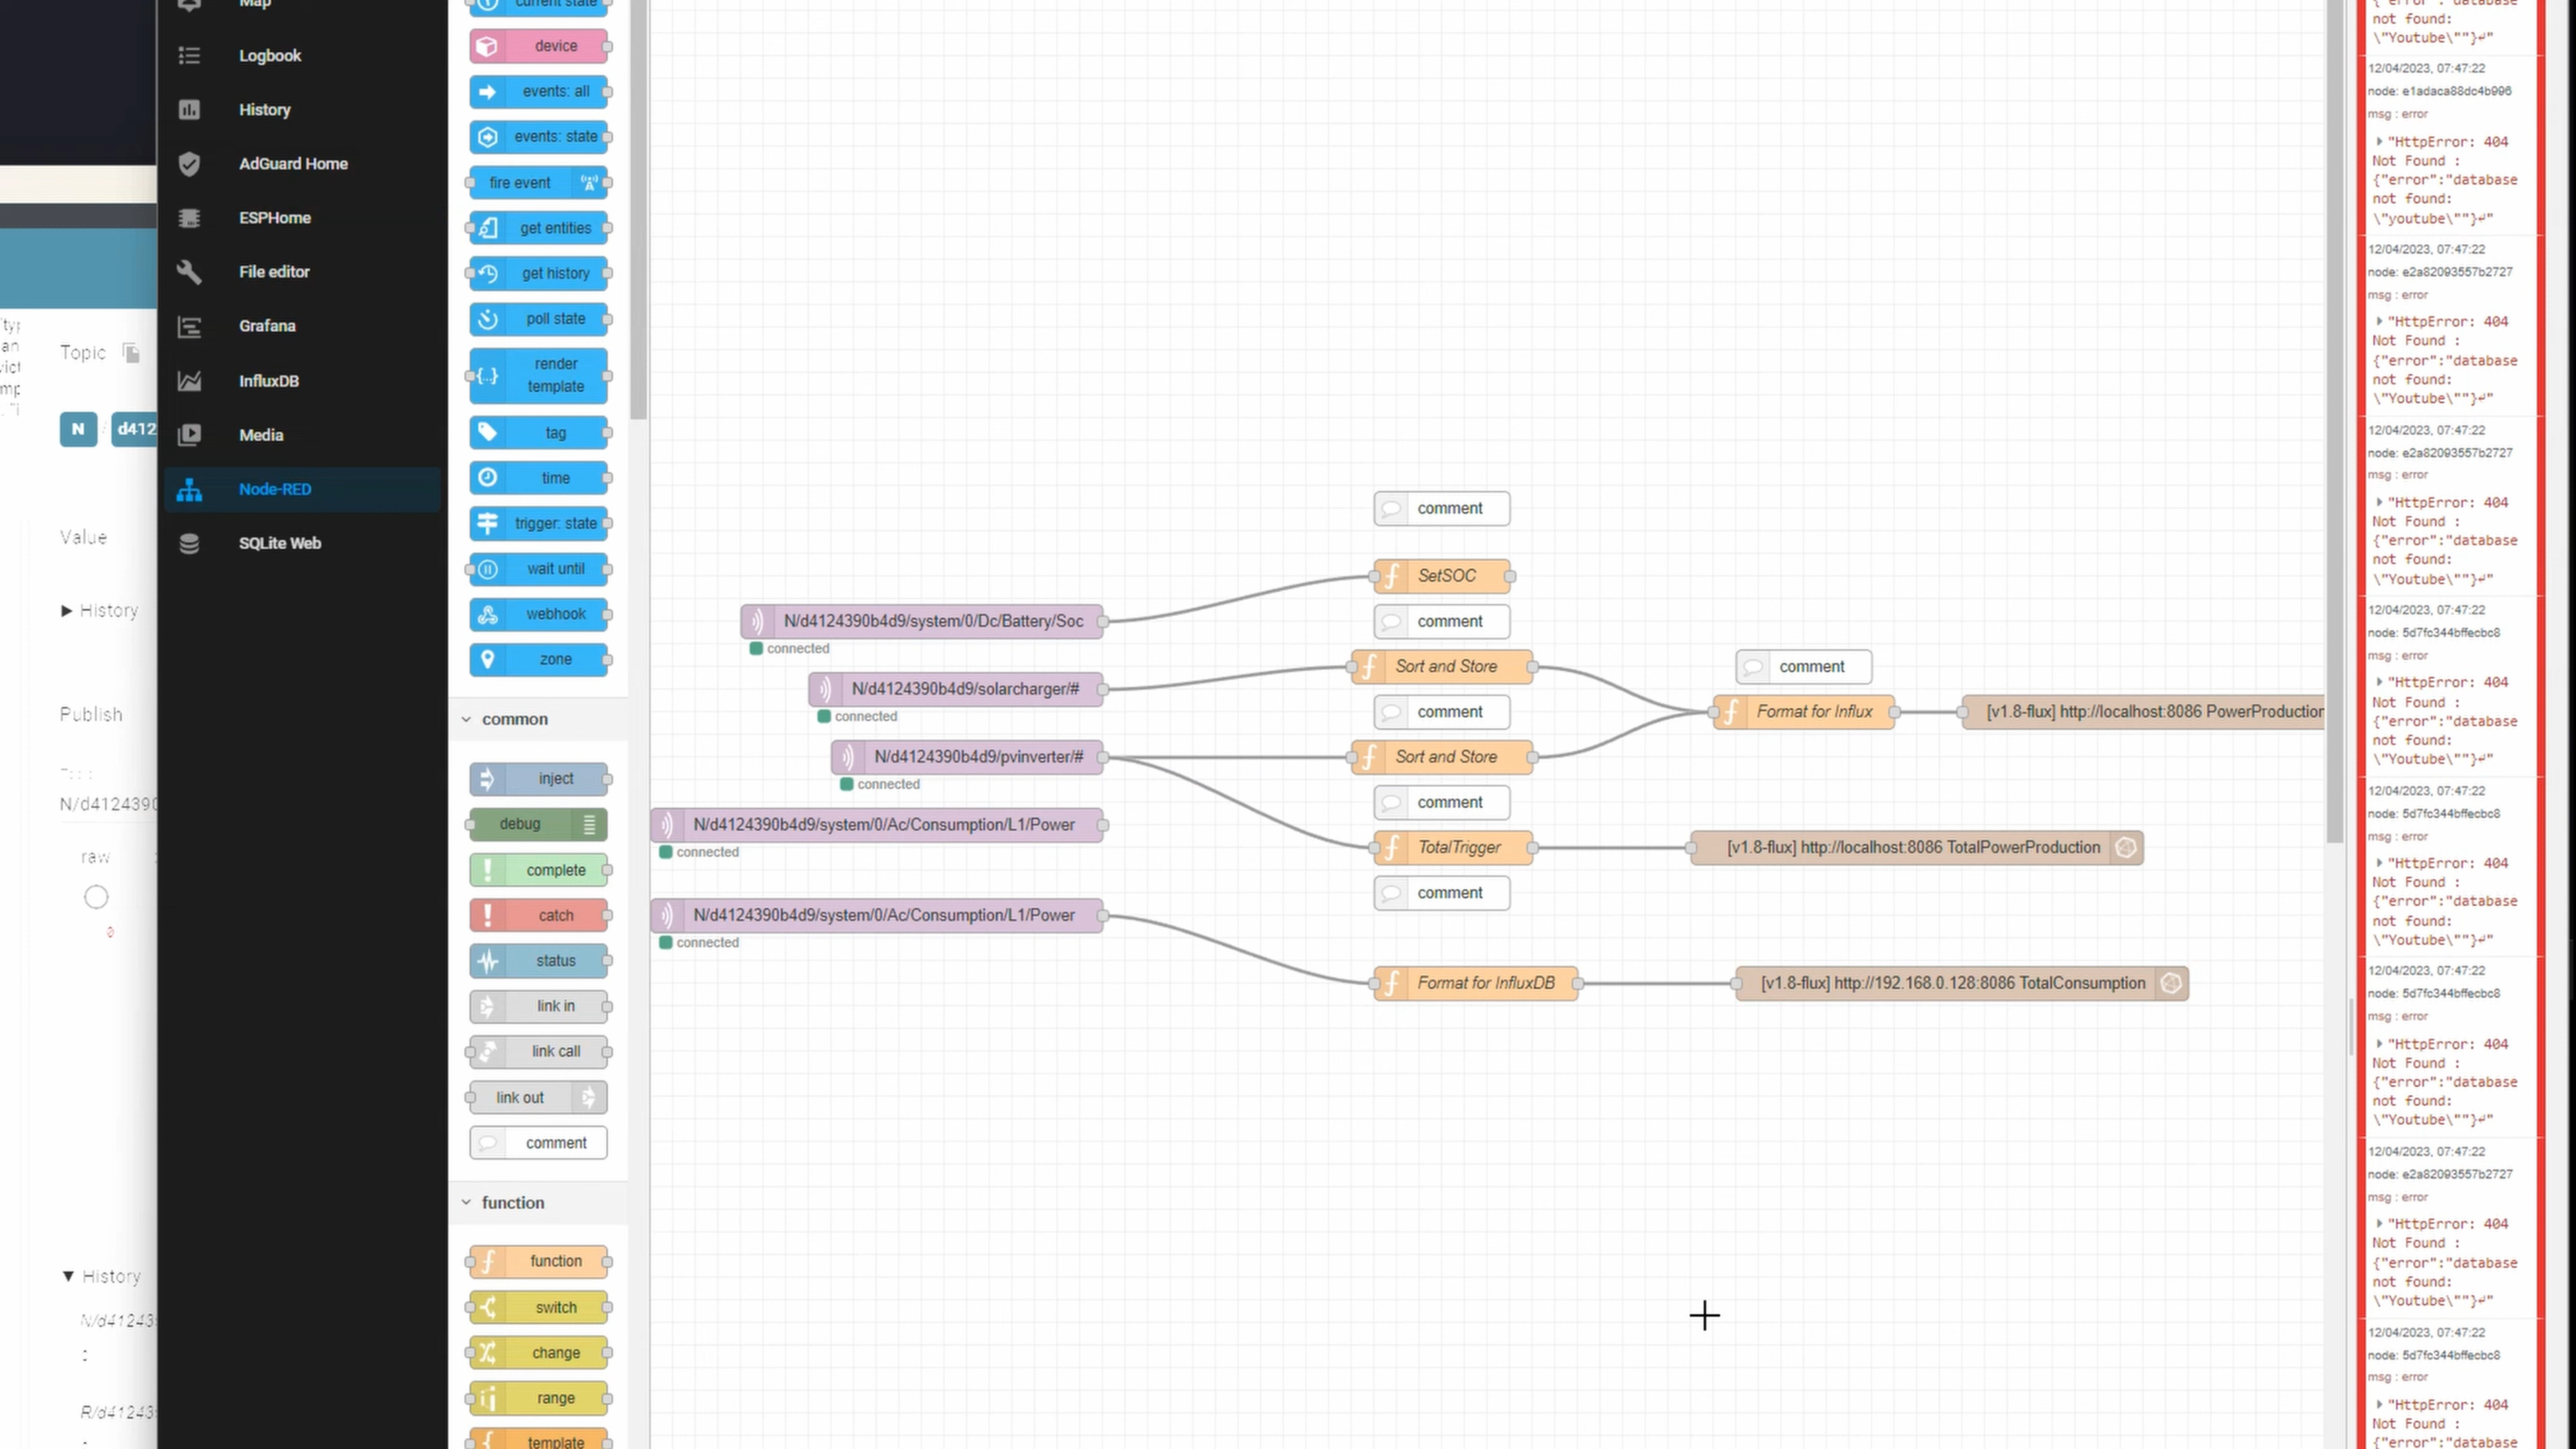 Topic
N / d412
Value
▶ History
Publish
N/d4124390
raw
0
▼ History
N/d41243
:
R/d41243
Map
Logbook
History
AdGuard Home
ESPHome
File editor
Grafana
InfluxDB
Media
Node-RED
SQLite Web
current state
device
events: all
events: state
fire event
get entities
get history
poll state
render
template
tag
time
trigger: state
wait until
webhook
zone
common
inject
debug
complete
catch
status
link in
link call
link out
comment
function
function
switch
change
range
template
comment
SetSOC
N/d4124390b4d9/system/0/Dc/Battery/Soc
connected
comment
Sort and Store
N/d4124390b4d9/solarcharger/#
connected
comment
comment
Format for Influx
[v1.8-flux] http://localhost:8086 PowerProduction
N/d4124390b4d9/pvinverter/#
connected
Sort and Store
comment
N/d4124390b4d9/system/0/Ac/Consumption/L1/Power
connected
TotalTrigger
[v1.8-flux] http://localhost:8086 TotalPowerProduction
comment
N/d4124390b4d9/system/0/Ac/Consumption/L1/Power
connected
Format for InfluxDB
[v1.8-flux] http://192.168.0.128:8086 TotalConsumption
{"error":"database
not found:
\"Youtube\""}↵"
12/04/2023, 07:47:22
node: e1adaca88dc4b996
msg : error
"HttpError: 404
Not Found :
{"error":"database
not found:
\"youtube\""}↵"
12/04/2023, 07:47:22
node: e2a82093557b2727
msg : error
"HttpError: 404
Not Found :
{"error":"database
not found:
\"Youtube\""}↵"
12/04/2023, 07:47:22
node: e2a82093557b2727
msg : error
"HttpError: 404
Not Found :
{"error":"database
not found:
\"Youtube\""}↵"
12/04/2023, 07:47:22
node: 5d7fc344bffecbc8
msg : error
"HttpError: 404
Not Found :
{"error":"database
not found:
\"Youtube\""}↵"
12/04/2023, 07:47:22
node: 5d7fc344bffecbc8
msg : error
"HttpError: 404
Not Found :
{"error":"database
not found:
\"Youtube\""}↵"
12/04/2023, 07:47:22
node: 5d7fc344bffecbc8
msg : error
"HttpError: 404
Not Found :
{"error":"database
not found:
\"Youtube\""}↵"
12/04/2023, 07:47:22
node: e2a82093557b2727
msg : error
"HttpError: 404
Not Found :
{"error":"database
not found:
\"Youtube\""}↵"
12/04/2023, 07:47:22
node: 5d7fc344bffecbc8
msg : error
"HttpError: 404
Not Found :
{"error":"database